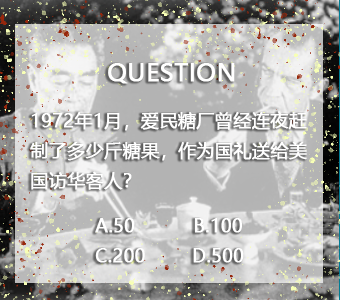 QUESTION
1972年1月，爱民糖厂曾经连夜赶
制了多少斤糖果，作为国礼送给美
国访华客人？
A.50 B.100
C.200 D.500